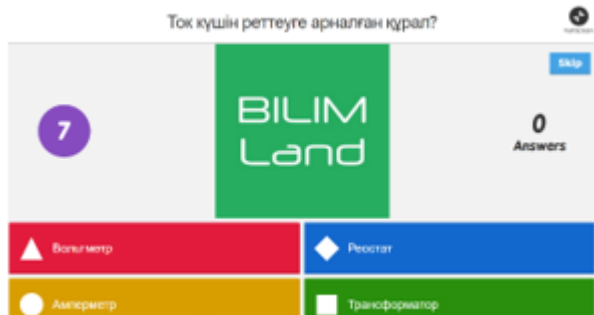 Ток күшін реттеуге арналған құрал?
Skip
7
BILIM
Land
0
Answers
Вольтметр
Реостат
Амперметр
Трансформатор